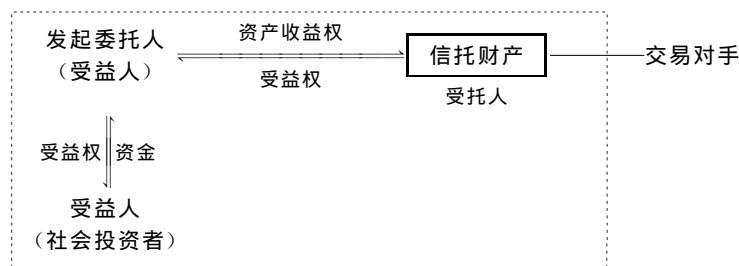 发起委托人
（受益人）
资产收益权
受益权
信托财产
受托人
交易对手
受益权
资金
受益人
（社会投资者）